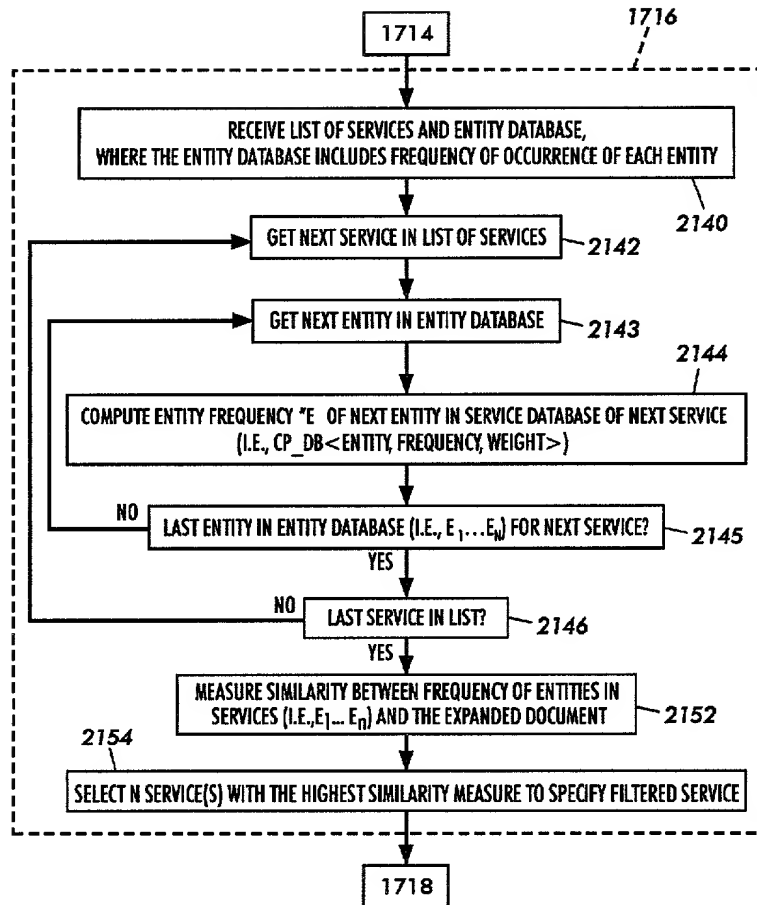 1716
1714
RECEIVE LIST OF SERVICES AND ENTITY DATABASE,
WHERE THE ENTITY DATABASE INCLUDES FREQUENCY OF OCCURRENCE OF EACH ENTITY
2140
GET NEXT SERVICE IN LIST OF SERVICES
2142
GET NEXT ENTITY IN ENTITY DATABASE
2143
2144
COMPUTE ENTITY FREQUENCY "E OF NEXT ENTITY IN SERVICE DATABASE OF NEXT SERVICE
(I.E., CP_DB<ENTITY, FREQUENCY, WEIGHT>)
NO
LAST ENTITY IN ENTITY DATABASE (I.E., E1...EN) FOR NEXT SERVICE?
2145
YES
NO
LAST SERVICE IN LIST?
2146
YES
MEASURE SIMILARITY BETWEEN FREQUENCY OF ENTITIES IN
SERVICES (I.E.,E1... En) AND THE EXPANDED DOCUMENT
2152
2154
SELECT N SERVICE(S) WITH THE HIGHEST SIMILARITY MEASURE TO SPECIFY FILTERED SERVICE
1718